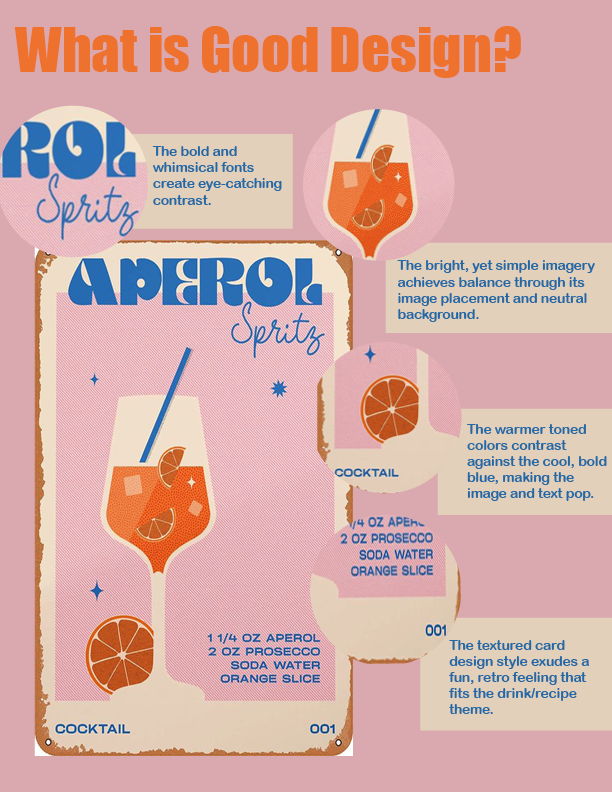 What is Good Design?
ROL
Spritz
The bold and
whimsical fonts
create eye-catching
contrast.
The bright, yet simple imagery
achieves balance through its
image placement and neutral
background.
APEROL
Spritz
The warmer toned
colors contrast
against the cool, bold
blue, making the
image and text pop.
COCKTAIL
1/4 OZ APER
2 OZ PROSECCO
SODA WATER
ORANGE SLICE
001
The textured card
design style exudes a
fun, retro feeling that
fits the drink/recipe
theme.
1 1/4 OZ APEROL
2 OZ PROSECCO
SODA WATER
ORANGE SLICE
COCKTAIL
001